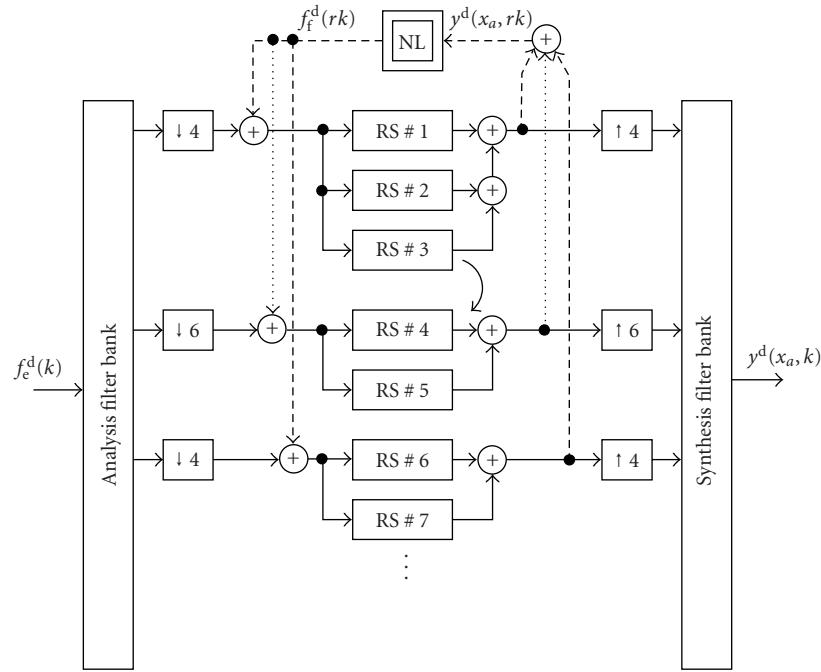 f_f^d(rk)
y^d(x_a, rk)
NL
+
↓ 4
+
RS # 1
+
↑ 4
RS # 2
+
RS # 3
↓ 6
+
RS # 4
+
↑ 6
f_e^d(k)
Analysis filter bank
RS # 5
Synthesis filter bank
y^d(x_a, k)
↓ 4
+
RS # 6
+
↑ 4
RS # 7
⋮